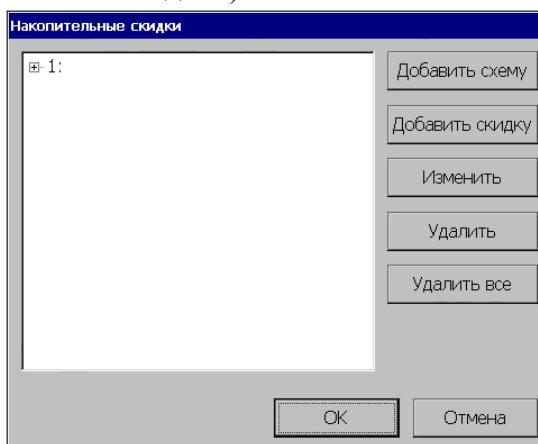 Накопительные скидки
1:
Добавить схему
Добавить скидку
Изменить
Удалить
Удалить все
OK
Отмена